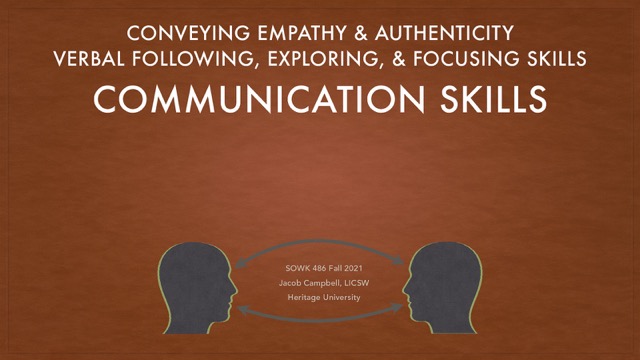 CONVEYING EMPATHY & AUTHENTICITY
VERBAL FOLLOWING, EXPLORING, & FOCUSING SKILLS
COMMUNICATION SKILLS
SOWK 486 Fall 2021
Jacob Campbell, LICSW
Heritage University